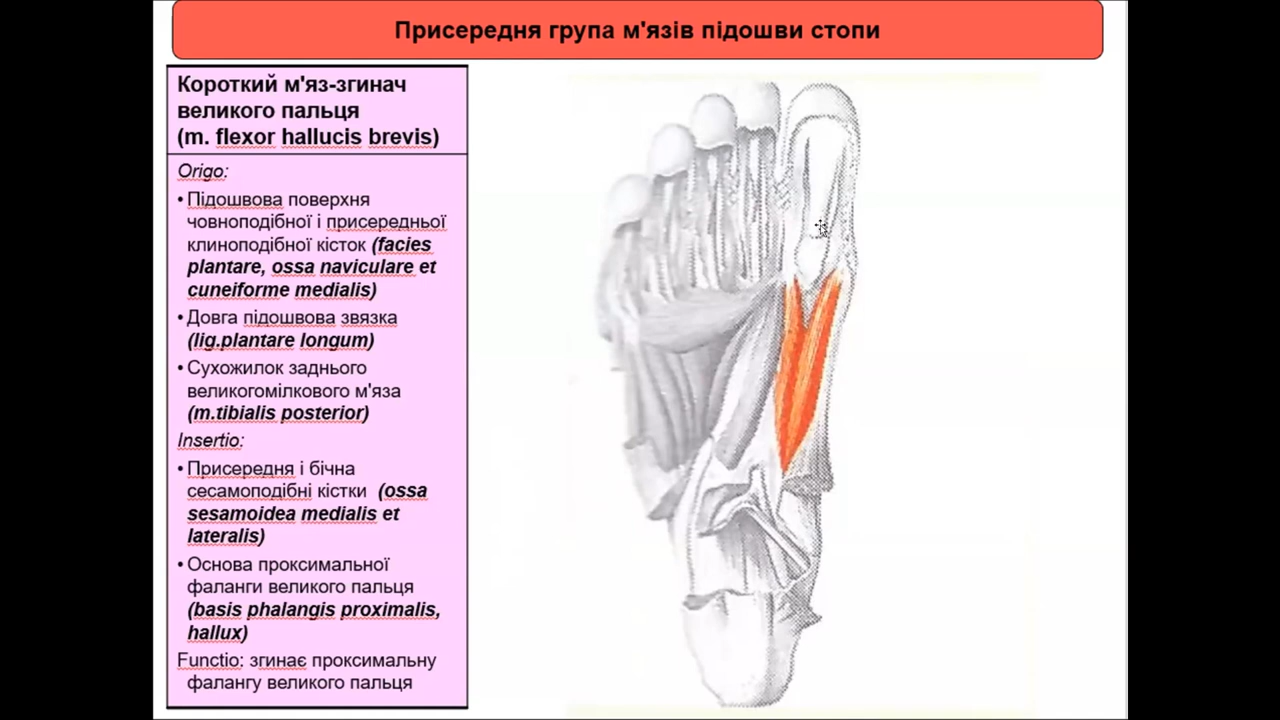 Присередня група м'язів підошви стопи
Короткий м'яз-згинач
великого пальця
(m. flexor hallucis brevis)
Origo:
• Підошвова поверхня
човноподібної і присередньої
клиноподібної кісток (facies
plantare, ossa naviculare et
cuneiforme medialis)
• Довга підошвова звязка
(lig.plantare longum)
• Сухожилок заднього
великогомілкового м'яза
(m.tibialis posterior)
Insertio:
• Присередня і бічна
сесамоподібні кістки (ossa
sesamoidea medialis et
lateralis)
• Основа проксимальної
фаланги великого пальця
(basis phalangis proximalis,
hallux)
Functio: згинає проксимальну
фалангу великого пальця